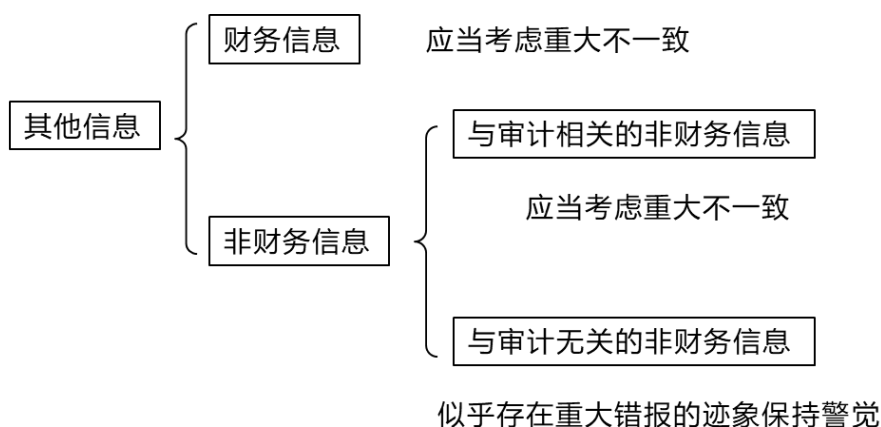 财务信息
应当考虑重大不一致
其他信息
与审计相关的非财务信息
应当考虑重大不一致
非财务信息
与审计无关的非财务信息
似乎存在重大错报的迹象保持警觉